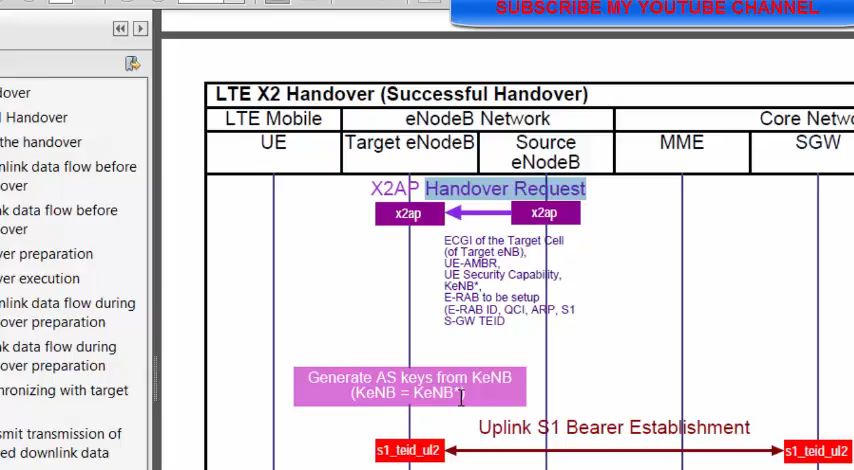 SUBSCRIBE MY YOUTUBE CHANNEL
over
l Handover
the handover
nlink data flow before
over
k data flow before
over
er preparation
er execution
nlink data flow during
over preparation
k data flow during
over preparation
hronizing with target
smit transmission of
ed downlink data
LTE X2 Handover (Successful Handover)
LTE Mobile
eNodeB Network
Core Netwo
UE
Target eNodeB
Source
eNodeB
MME
SGW
X2AP Handover Request
x2ap
x2ap
ECGI of the Target Cell
(of Target eNB),
UE-AMBR,
UE Security Capability,
KeNB*,
E-RAB to be setup
(E-RAB ID, QCI, ARP, S1
S-GW TEID
Generate AS keys from KeNB
(KeNB = KeNB*)
Uplink S1 Bearer Establishment
s1_teid_ul2
s1_teid_ul2